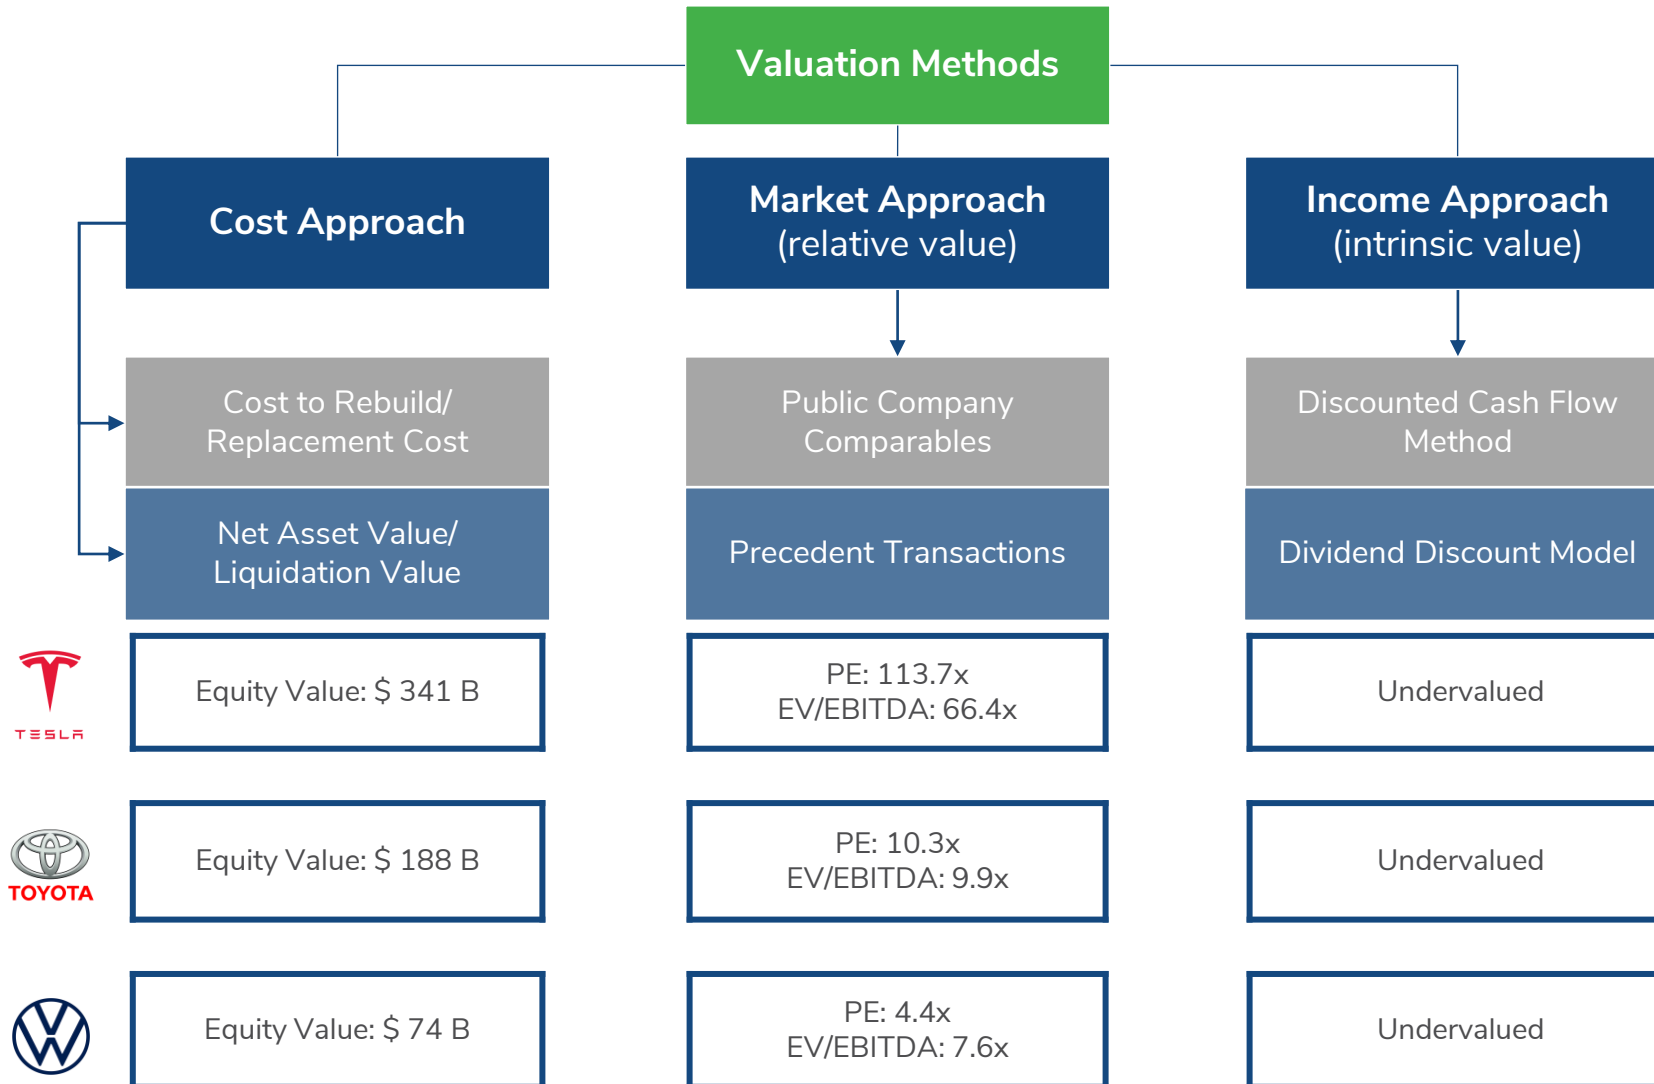 Valuation Methods
Cost Approach
Market Approach
(relative value)
Income Approach
(intrinsic value)
Cost to Rebuild/
Replacement Cost
Public Company
Comparables
Discounted Cash Flow
Method
Net Asset Value/
Liquidation Value
Precedent Transactions
Dividend Discount Model
TESLA
Equity Value: $ 341 B
PE: 113.7x
EV/EBITDA: 66.4x
Undervalued
TOYOTA
Equity Value: $ 188 B
PE: 10.3x
EV/EBITDA: 9.9x
Undervalued
Equity Value: $ 74 B
PE: 4.4x
EV/EBITDA: 7.6x
Undervalued